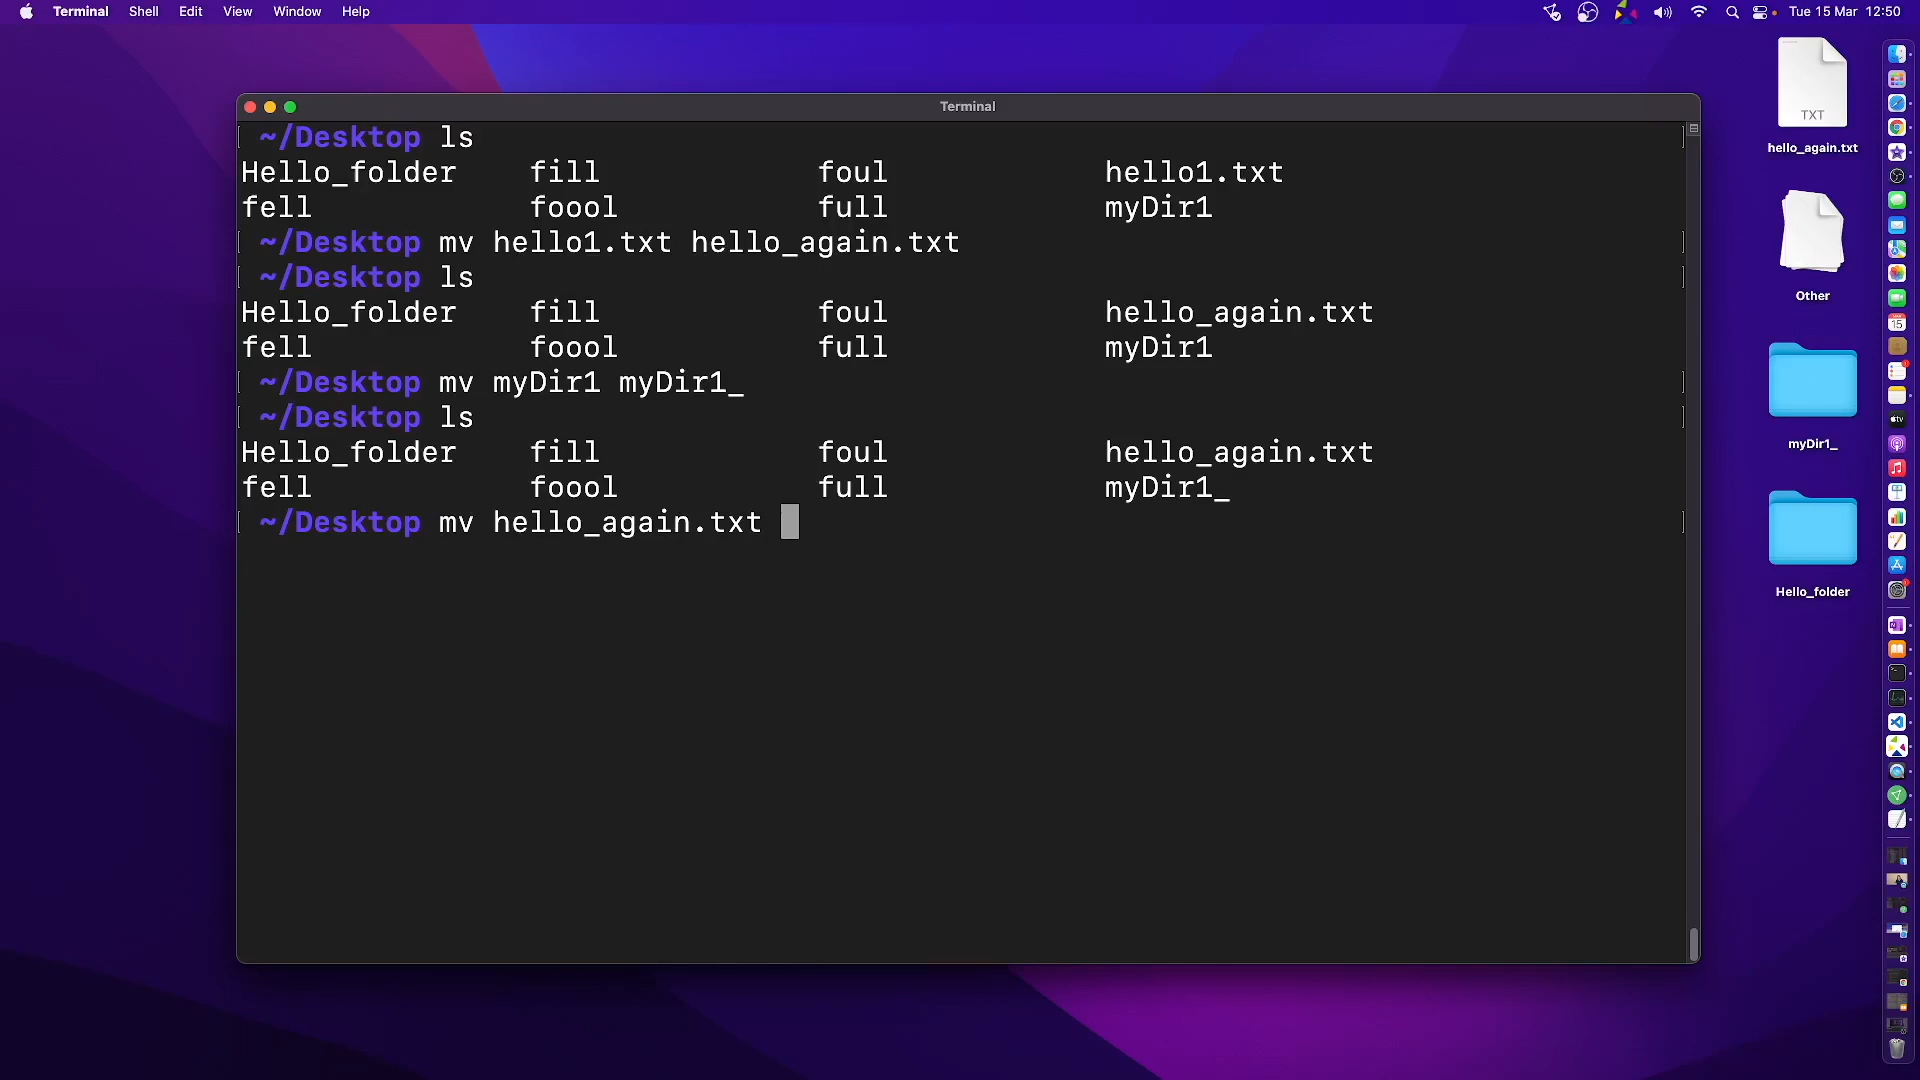 Terminal Shell Edit View Window Help Tue 15 Mar 12:50
Terminal
~/Desktop ls
Hello_folder fill foul hello1.txt
fell foool full myDir1
~/Desktop mv hello1.txt hello_again.txt
~/Desktop ls
Hello_folder fill foul hello_again.txt
fell foool full myDir1
~/Desktop mv myDir1 myDir1_
~/Desktop ls
Hello_folder fill foul hello_again.txt
fell foool full myDir1_
~/Desktop mv hello_again.txt
TXT
hello_again.txt
Other
myDir1_
Hello_folder